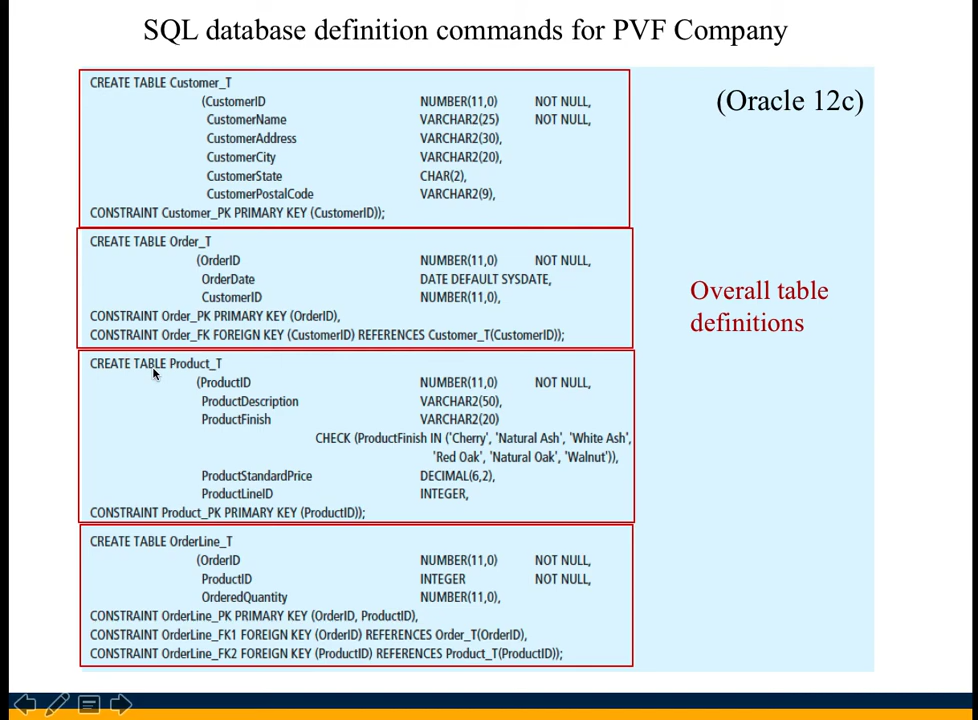 SQL database definition commands for PVF Company
(Oracle 12c)
CREATE TABLE Customer_T
(CustomerID NUMBER(11,0) NOT NULL,
CustomerName VARCHAR2(25) NOT NULL,
CustomerAddress VARCHAR2(30),
CustomerCity VARCHAR2(20),
CustomerState CHAR(2),
CustomerPostalCode VARCHAR2(9),
CONSTRAINT Customer_PK PRIMARY KEY (CustomerID));
CREATE TABLE Order_T
(OrderID NUMBER(11,0) NOT NULL,
OrderDate DATE DEFAULT SYSDATE,
CustomerID NUMBER(11,0),
CONSTRAINT Order_PK PRIMARY KEY (OrderID),
CONSTRAINT Order_FK FOREIGN KEY (CustomerID) REFERENCES Customer_T(CustomerID));
Overall table
definitions
CREATE TABLE Product_T
(ProductID NUMBER(11,0) NOT NULL,
ProductDescription VARCHAR2(50),
ProductFinish VARCHAR2(20)
CHECK (ProductFinish IN ('Cherry', 'Natural Ash', 'White Ash',
'Red Oak', 'Natural Oak', 'Walnut')),
ProductStandardPrice DECIMAL(6,2),
ProductLineID INTEGER,
CONSTRAINT Product_PK PRIMARY KEY (ProductID));
CREATE TABLE OrderLine_T
(OrderID NUMBER(11,0) NOT NULL,
ProductID INTEGER NOT NULL,
OrderedQuantity NUMBER(11,0),
CONSTRAINT OrderLine_PK PRIMARY KEY (OrderID, ProductID),
CONSTRAINT OrderLine_FK1 FOREIGN KEY (OrderID) REFERENCES Order_T(OrderID),
CONSTRAINT OrderLine_FK2 FOREIGN KEY (ProductID) REFERENCES Product_T(ProductID));